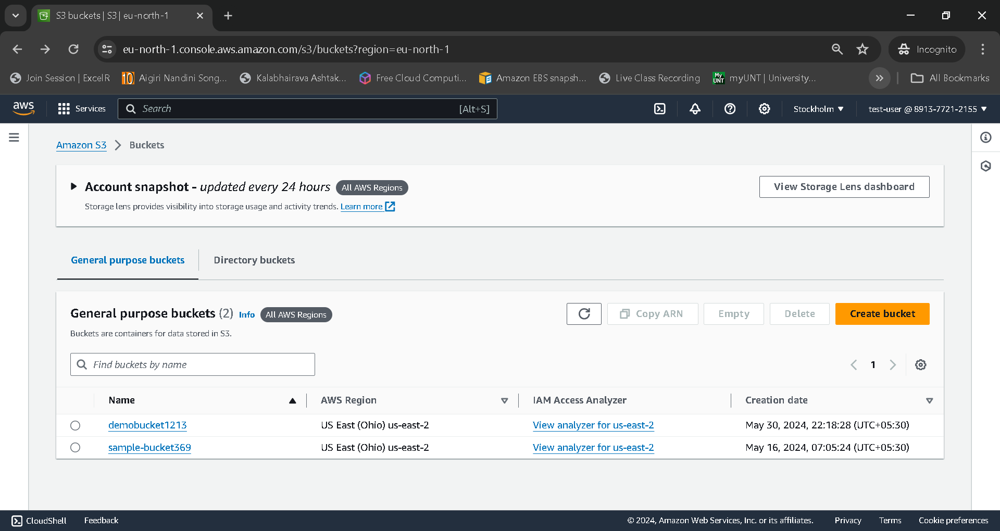 S3 buckets | S3 | eu-north-1
eu-north-1.console.aws.amazon.com/s3/buckets?region=eu-north-1
Incognito
Join Session | ExcelR
10 Aigiri Nandini Song...
Kalabhairava Ashtak...
Free Cloud Computi...
Amazon EBS snapsh...
Live Class Recording
My UNT myUNT | University...
All Bookmarks
aws
Services
Search [Alt+S]
Stockholm
test-user @ 8913-7721-2155
Amazon S3 Buckets
Account snapshot - updated every 24 hours All AWS Regions
View Storage Lens dashboard
Storage lens provides visibility into storage usage and activity trends. Learn more
General purpose buckets Directory buckets
General purpose buckets (2) Info All AWS Regions
Copy ARN Empty Delete Create bucket
Buckets are containers for data stored in S3.
Find buckets by name
1
Name AWS Region IAM Access Analyzer Creation date
demobucket1213 US East (Ohio) us-east-2 View analyzer for us-east-2 May 30, 2024, 22:18:28 (UTC+05:30)
sample-bucket369 US East (Ohio) us-east-2 View analyzer for us-east-2 May 16, 2024, 07:05:24 (UTC+05:30)
CloudShell Feedback © 2024, Amazon Web Services, Inc. or its affiliates. Privacy Terms Cookie preferences